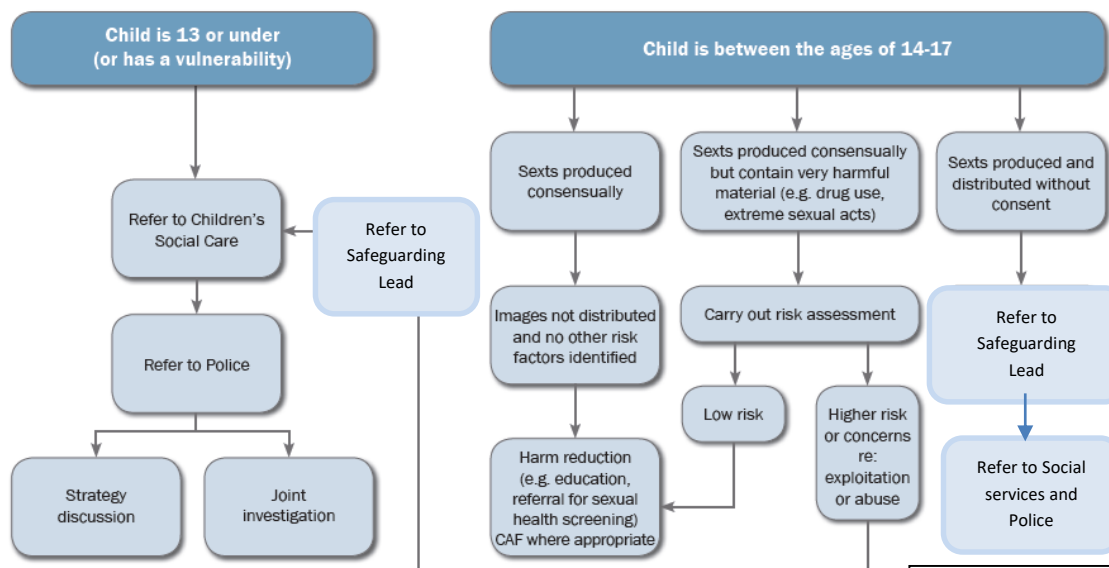 Child is 13 or under
(or has a vulnerability)
Refer to Children's
Social Care
Refer to
Safeguarding
Lead
Refer to Police
Strategy
discussion
Joint
investigation
Child is between the ages of 14-17
Sexts produced
consensually
Images not distributed
and no other risk
factors identified
Harm reduction
(e.g. education,
referral for sexual
health screening)
CAF where appropriate
Sexts produced consensually
but contain very harmful
material (e.g. drug use,
extreme sexual acts)
Carry out risk assessment
Low risk
Higher risk
or concerns
re:
exploitation
or abuse
Sexts produced and
distributed without
consent
Refer to
Safeguarding
Lead
Refer to Social
services and
Police